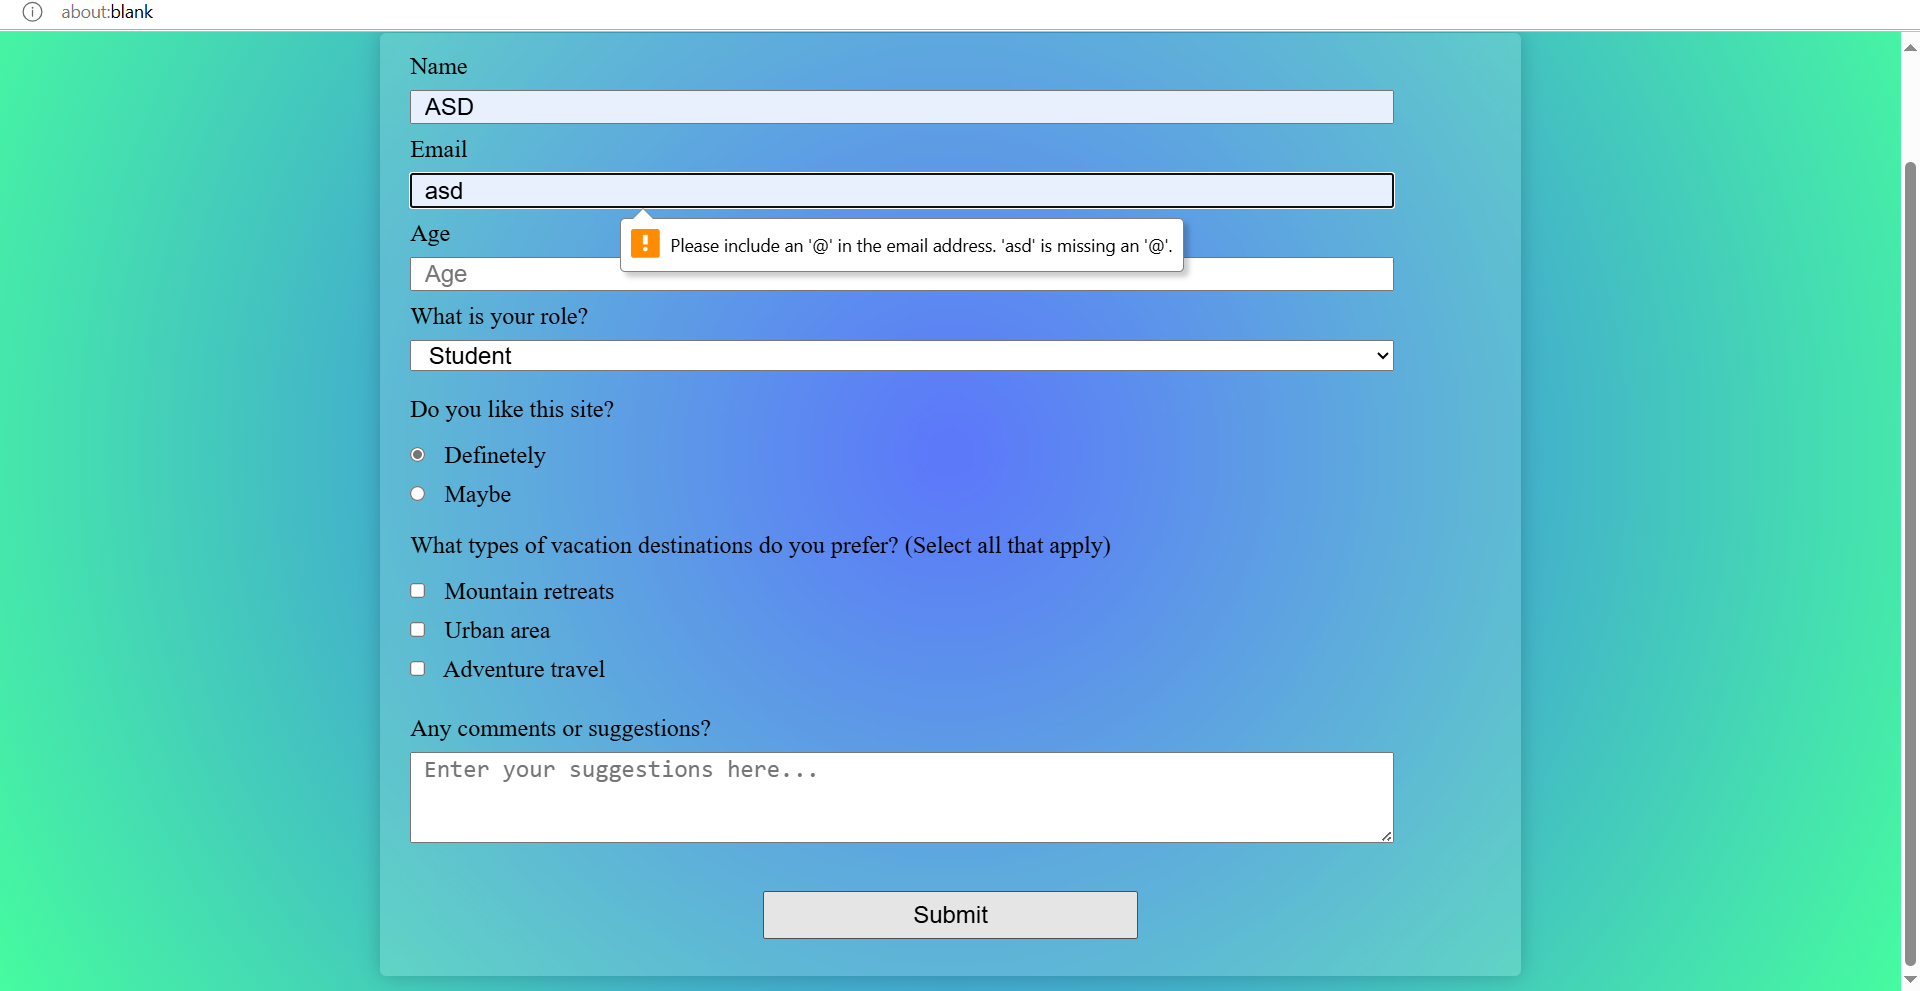 about:blank
Name
ASD
Email
asd
Please include an '@' in the email address. 'asd' is missing an '@'.
Age
Age
What is your role?
Student
Do you like this site?
Definetely
Maybe
What types of vacation destinations do you prefer? (Select all that apply)
Mountain retreats
Urban area
Adventure travel
Any comments or suggestions?
Enter your suggestions here...
Submit